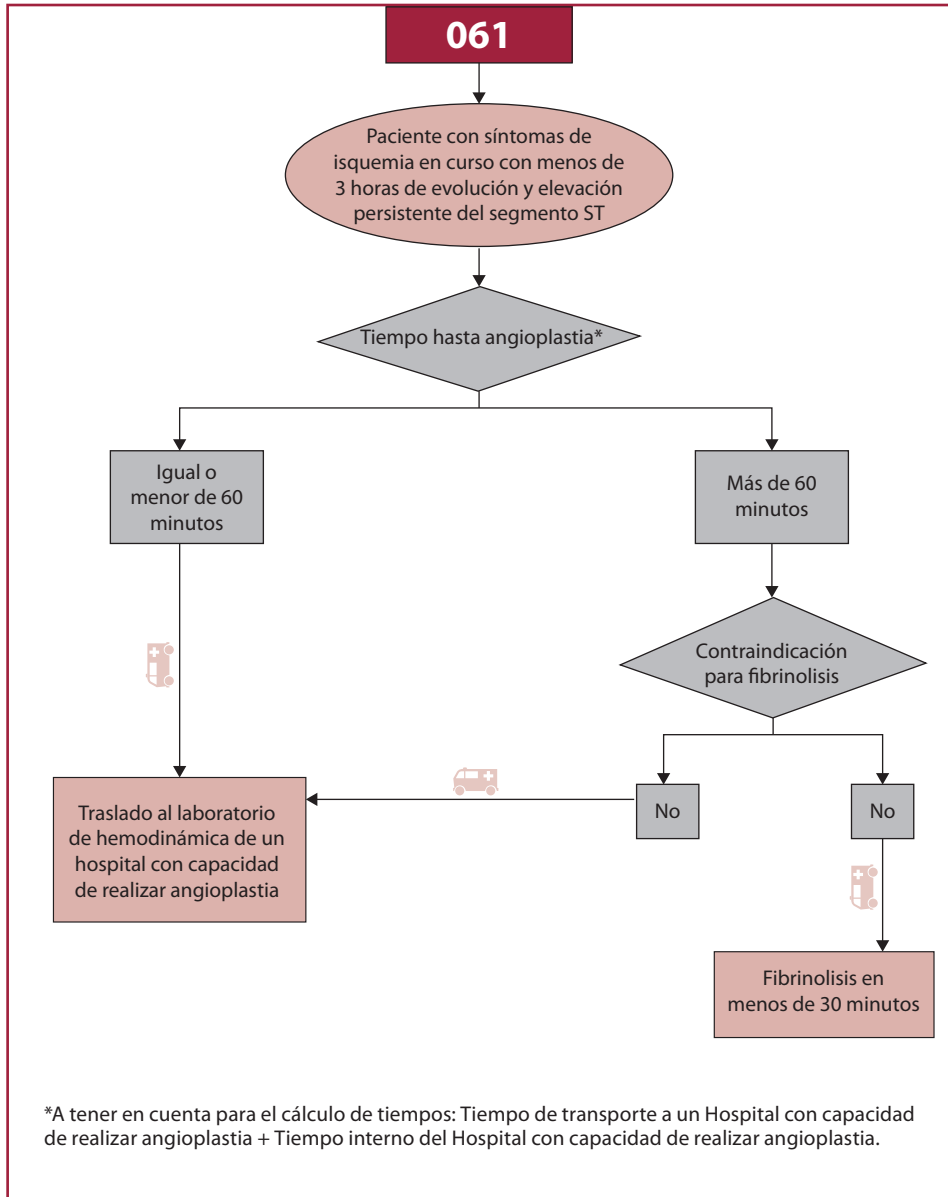 061
Paciente con síntomas de
isquemia en curso con menos de
3 horas de evolución y elevación
persistente del segmento ST
Tiempo hasta angioplastia*
Igual o
menor de 60
minutos
Más de 60
minutos
Contraindicación
para fibrinolisis
Traslado al laboratorio
de hemodinámica de un
hospital con capacidad
de realizar angioplastia
No
No
Fibrinolisis en
menos de 30 minutos
*A tener en cuenta para el cálculo de tiempos: Tiempo de transporte a un Hospital con capacidad
de realizar angioplastia + Tiempo interno del Hospital con capacidad de realizar angioplastia.